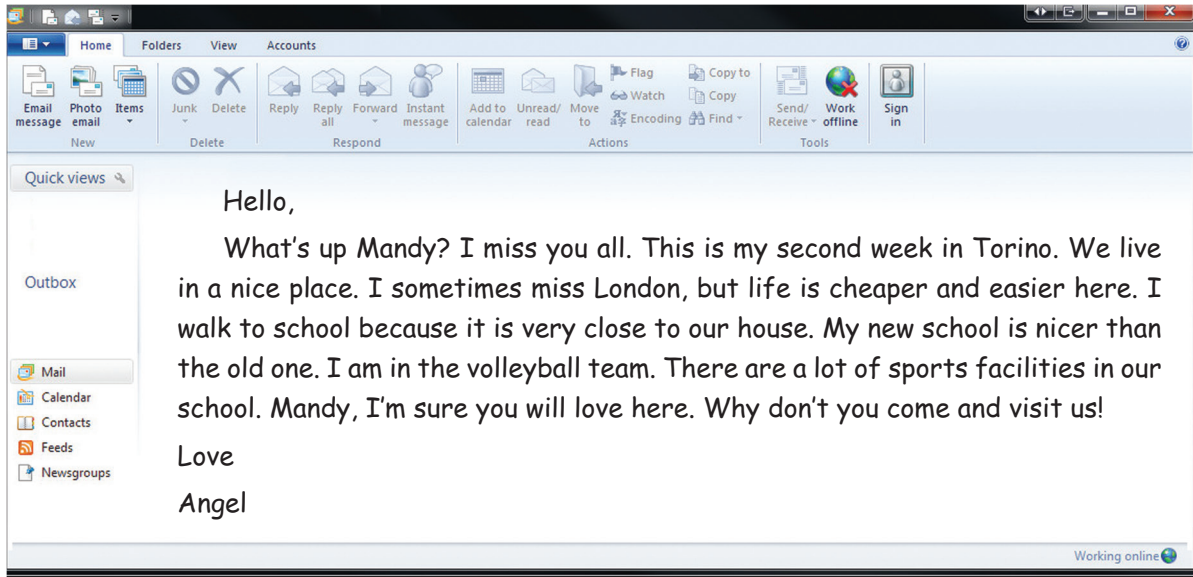 Home Folders View Accounts
Email message
Photo email
Items
Junk
Delete
Reply
Reply all
Forward
Instant message
Add to calendar
Unread/ read
Move to
Flag
Watch
Encoding
Copy to
Copy
Find
Send/ Receive
Work offline
Sign in
New Delete Respond Actions Tools
Quick views
Outbox
Mail
Calendar
Contacts
Feeds
Newsgroups
Hello,
What's up Mandy? I miss you all. This is my second week in Torino. We live
in a nice place. I sometimes miss London, but life is cheaper and easier here. I
walk to school because it is very close to our house. My new school is nicer than
the old one. I am in the volleyball team. There are a lot of sports facilities in our
school. Mandy, I'm sure you will love here. Why don't you come and visit us!
Love
Angel
Working online